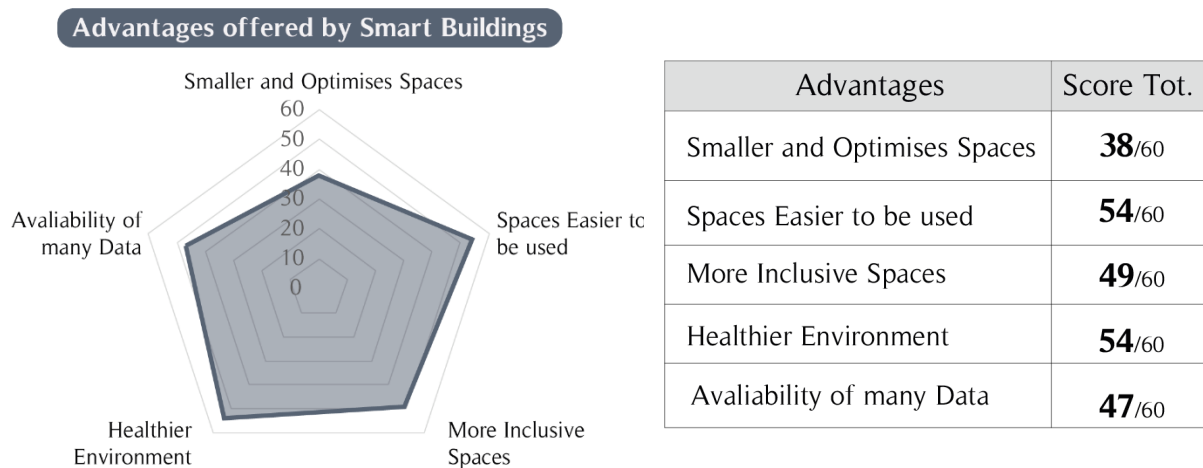 Advantages offered by Smart Buildings
Smaller and Optimises Spaces
60
50
40
30
20
10
0
Avaliability of
many Data
Spaces Easier to
be used
Healthier
Environment
More Inclusive
Spaces
Advantages Score Tot.
Smaller and Optimises Spaces 38/60
Spaces Easier to be used 54/60
More Inclusive Spaces 49/60
Healthier Environment 54/60
Avaliability of many Data 47/60